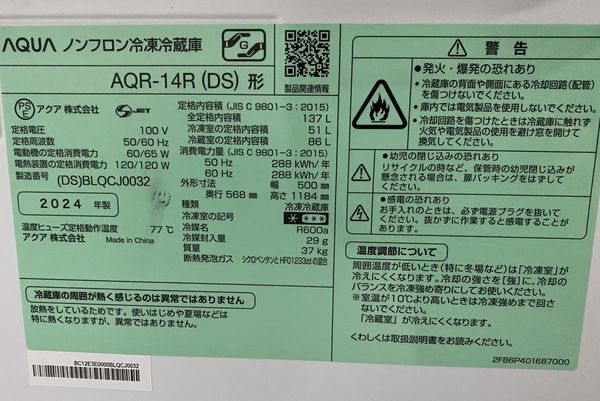 AQUA ノンフロン冷凍冷蔵庫
G
AQR-14R (DS) 形
製品関連情報
PS
E
アクア 株式会社
JET
定格電圧 100 V
定格周波数 50/60 Hz
電動機の定格消費電力 60/65 W
電熱装置の定格消費電力 120/120 W
製造番号
(DS)BLQCJ0032
2024 年製
温度ヒューズ定格動作温度 77℃
アクア 株式会社 Made in China
定格内容積 (JIS C 9801-3 : 2015)
全定格内容積 137 L
冷凍室の定格内容積 51 L
冷蔵室の定格内容積 86 L
消費電力量 (JIS C 9801-3 : 2015)
50 Hz 288 kWh/年
60 Hz 288 kWh/年
外形寸法 幅 500 mm
奥行 568 mm 高さ 1184 mm
種類 冷凍冷蔵庫
冷凍室の記号
冷媒名 R600a
冷媒封入量 29 g
質量 37 kg
断熱発泡ガス シクロペンタンとHFO1233zdの混合
冷蔵庫の周囲が熱く感じるのは異常ではありません
放熱をしているためです。使いはじめや夏場などは
特に熱くなりますが、異常ではありません。
BC12E3E0000BLQCJ0032
警告
●発火・爆発の恐れあり
●冷蔵庫の背面や側面にある冷却回路(配管)
を傷つけないでください。
●庫内では電気製品を使用しないでください。
●冷却回路を傷つけたときは冷蔵庫に触れず
火気や電気製品の使用を避け窓を開けて
換気してください。
●幼児の閉じ込みの恐れあり
リサイクルの時など、保管時の幼児閉じ込みが
懸念される場合は、扉パッキングをはずして
ください。
●感電の恐れあり
お手入れのときは、必ず電源プラグを抜いてく
ださい。抜かずに作業すると感電することが
あります。
温度調節について
周囲温度が低いとき(特に冬場など)は「冷凍室」が
冷えにくくなります。冷却の強さを「強」に、冷却の
バランスを冷凍強め寄りにしてお使いください。
※室温が10℃より高いときは冷凍強めまで回さ
ないでください。
「冷蔵室」が冷えにくくなります。
くわしくは取扱説明書をご覧ください。
2FB6P401687000